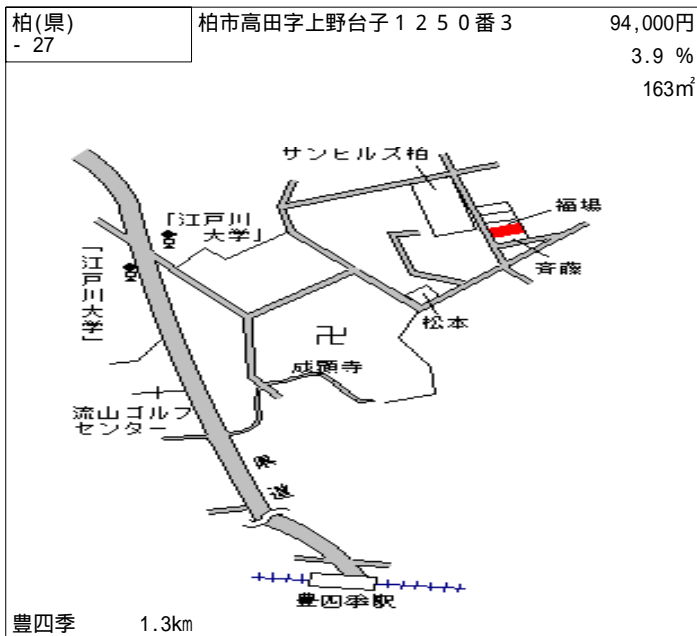 柏(県)
- 27
柏市高田字上野台子１２５０番３
94,000円
3.9 %
163㎡
サンヒルズ柏
福場
「江戸川
大学」
斉藤
「江戸川大学」
松本
卍
成顕寺
流山ゴルフ
センター
県道
豊四季駅
豊四季 1.3km